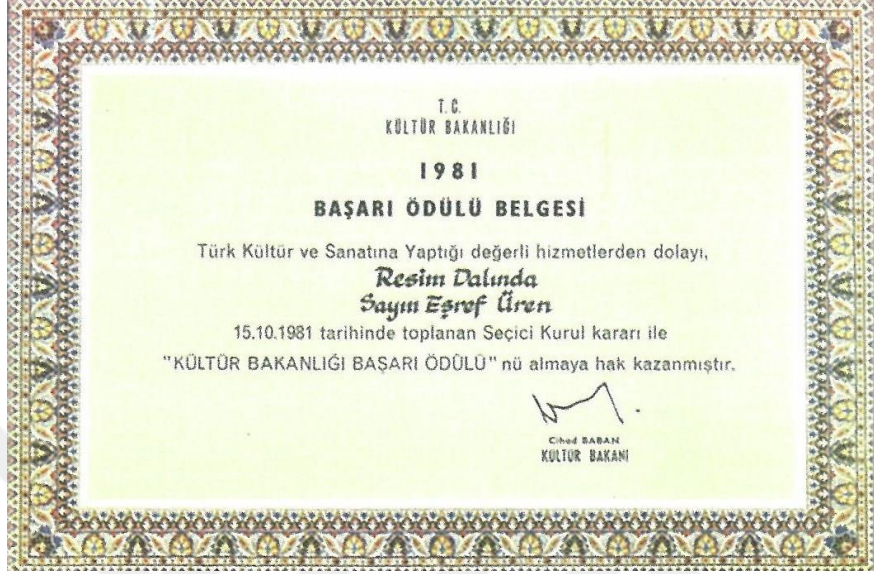 T.C.
KÜLTÜR BAKANLIĞI
1981
BAŞARI ÖDÜLÜ BELGESİ
Türk Kültür ve Sanatına Yaptığı değerli hizmetlerden dolayı,
Resim Dalında
Sayın Eşref Üren
15.10.1981 tarihinde toplanan Seçici Kurul kararı ile
"KÜLTÜR BAKANLIĞI BAŞARI ÖDÜLÜ" nü almaya hak kazanmıştır.
Cihad BABAN
KÜLTÜR BAKANI